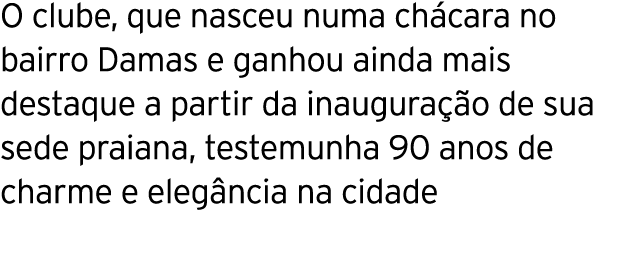 O clube, que nasceu numa chácara no
bairro Damas e ganhou ainda mais
destaque a partir da inauguração de sua
sede praiana, testemunha 90 anos de
charme e elegância na cidade